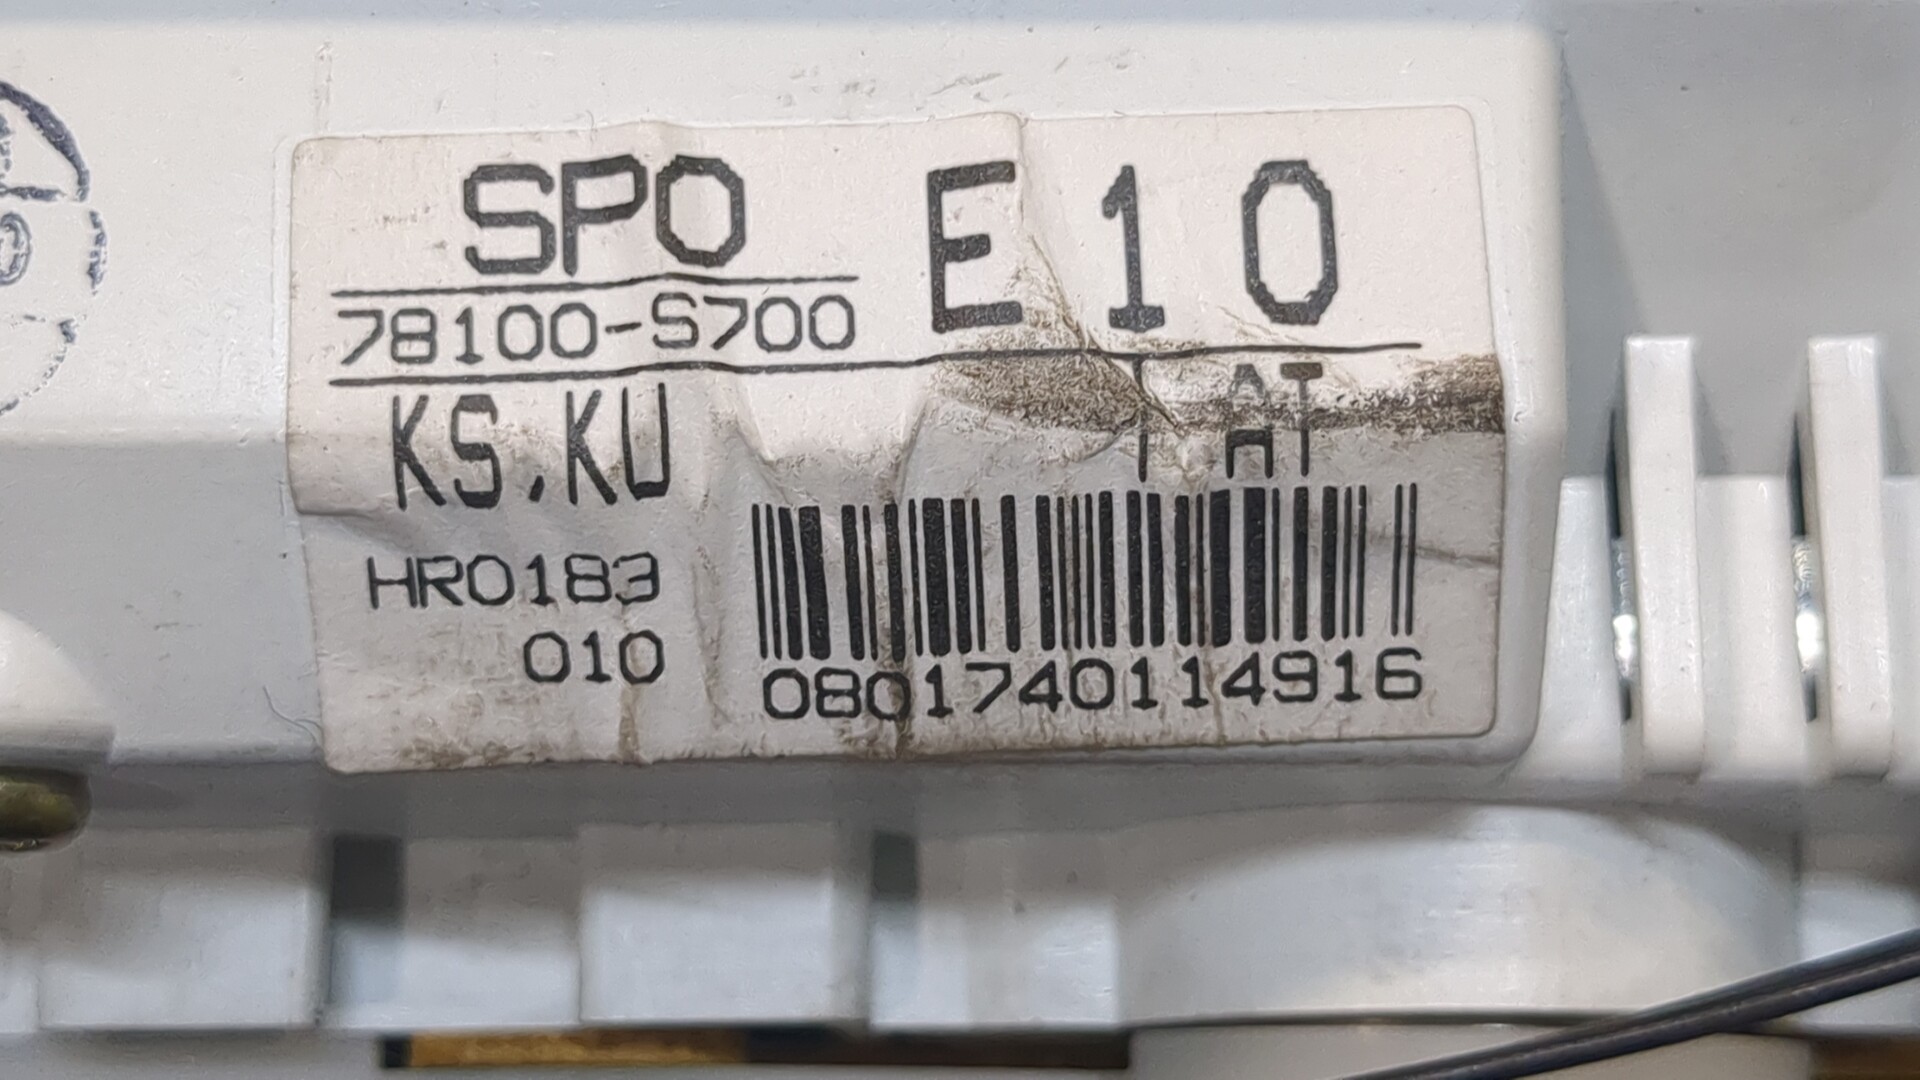 SPO E10
78100-S700
KS,KU T AT
HR0183
010
0801740114916